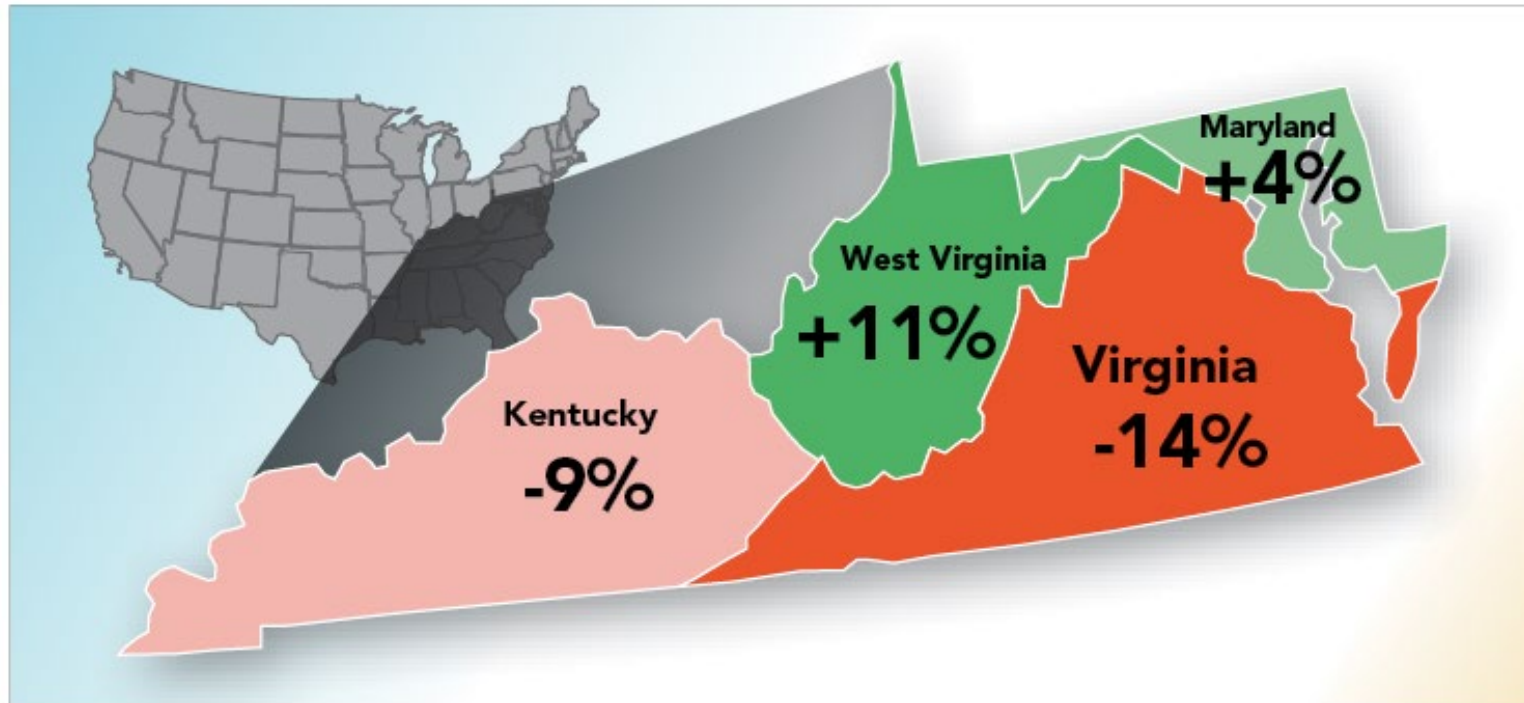 Maryland
+4%
West Virginia
+11%
Virginia
-14%
Kentucky
-9%